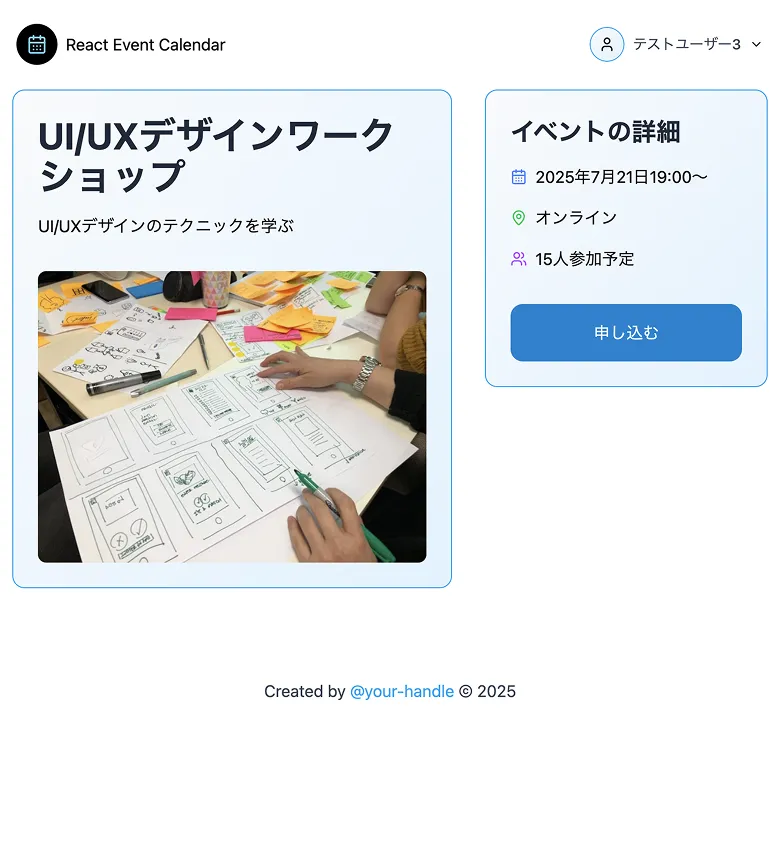 React Event Calendar
テストユーザー3
UI/UXデザインワーク
ショップ
UI/UXデザインのテクニックを学ぶ
イベントの詳細
2025年7月21日19:00〜
オンライン
15人参加予定
申し込む
Created by @your-handle © 2025